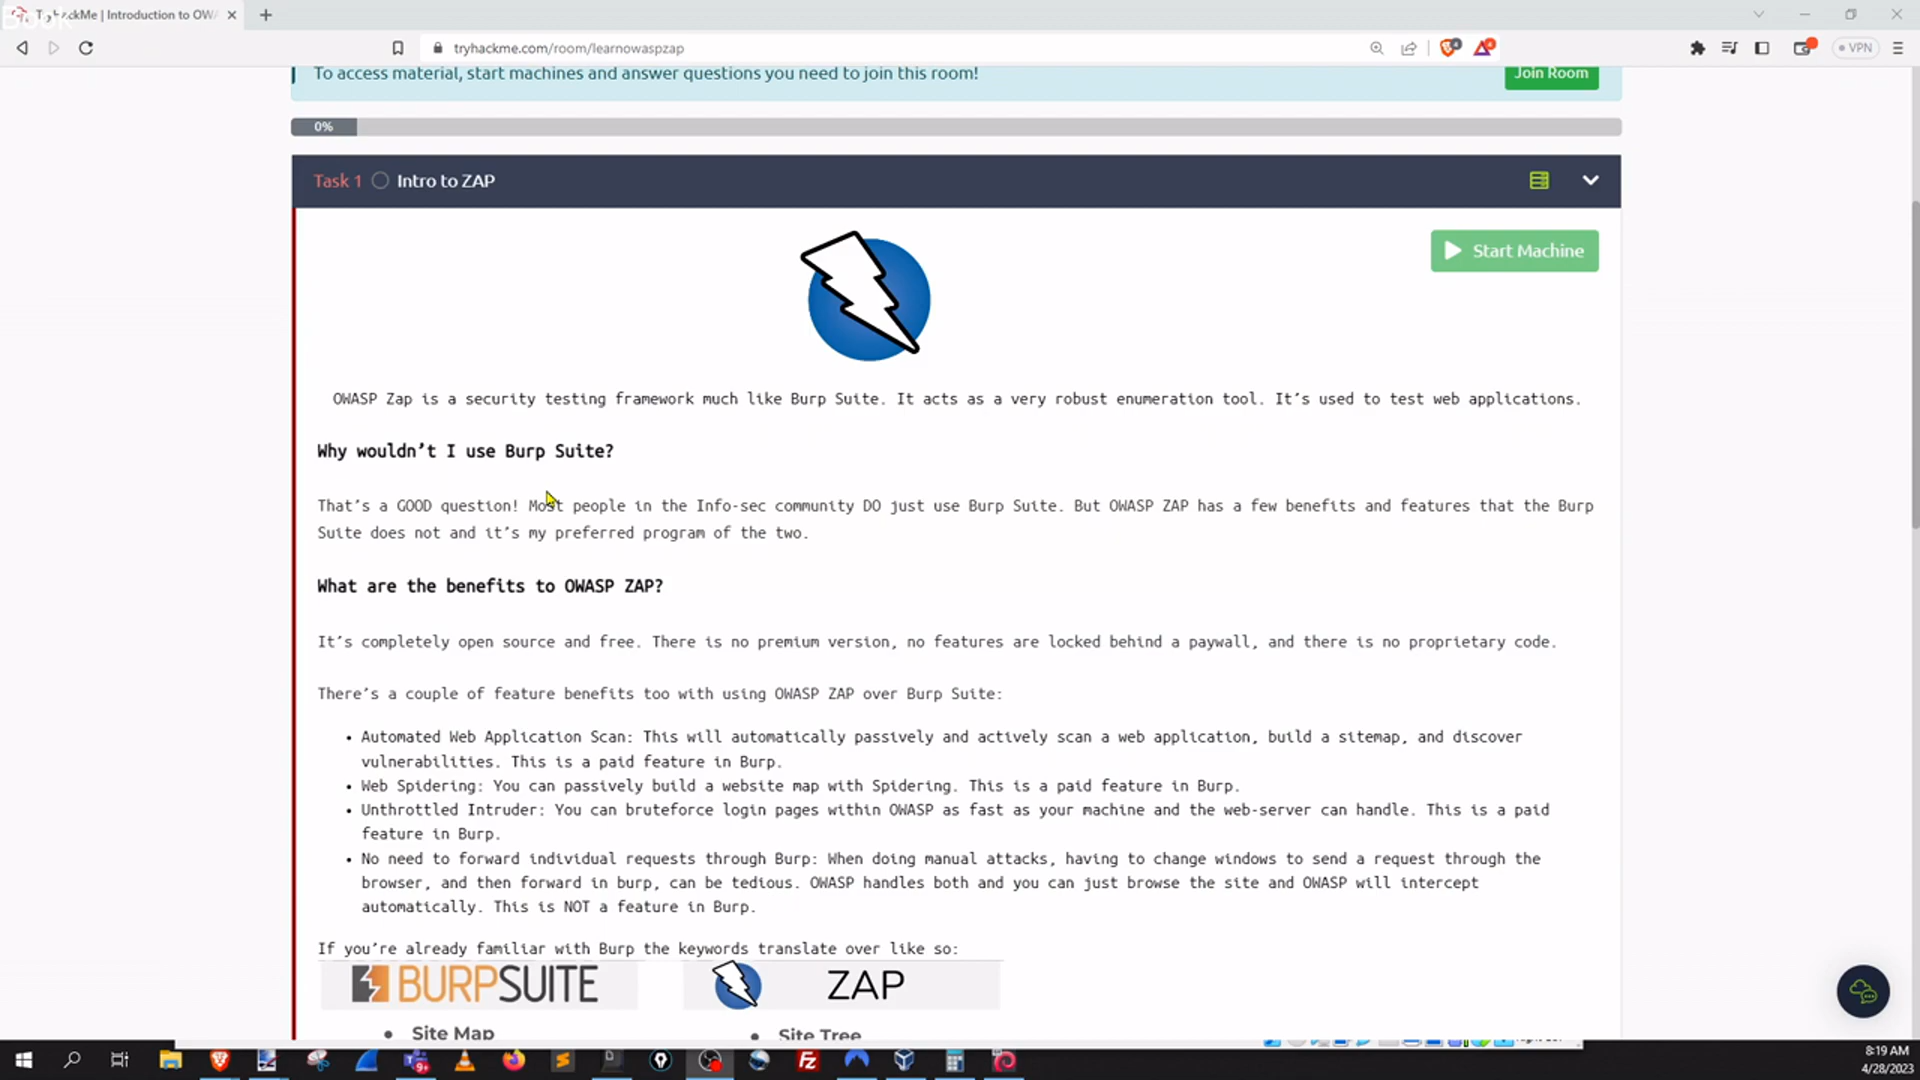 TryHackMe | Introduction to OWA
tryhackme.com/room/learnowaspzap
VPN
To access material, start machines and answer questions you need to join this room!
Join Room
0%
Task 1
Intro to ZAP
Start Machine
OWASP Zap is a security testing framework much like Burp Suite. It acts as a very robust enumeration tool. It's used to test web applications.
Why wouldn't I use Burp Suite?
That's a GOOD question! Most people in the Info-sec community DO just use Burp Suite. But OWASP ZAP has a few benefits and features that the Burp
Suite does not and it's my preferred program of the two.
What are the benefits to OWASP ZAP?
It's completely open source and free. There is no premium version, no features are locked behind a paywall, and there is no proprietary code.
There's a couple of feature benefits too with using OWASP ZAP over Burp Suite:
• Automated Web Application Scan: This will automatically passively and actively scan a web application, build a sitemap, and discover
vulnerabilities. This is a paid feature in Burp.
• Web Spidering: You can passively build a website map with Spidering. This is a paid feature in Burp.
• Unthrottled Intruder: You can bruteforce login pages within OWASP as fast as your machine and the web-server can handle. This is a paid
feature in Burp.
• No need to forward individual requests through Burp: When doing manual attacks, having to change windows to send a request through the
browser, and then forward in burp, can be tedious. OWASP handles both and you can just browse the site and OWASP will intercept
automatically. This is NOT a feature in Burp.
If you're already familiar with Burp the keywords translate over like so:
BURPSUITE
ZAP
• Site Map
• Site Tree
8:19 AM
4/28/2023